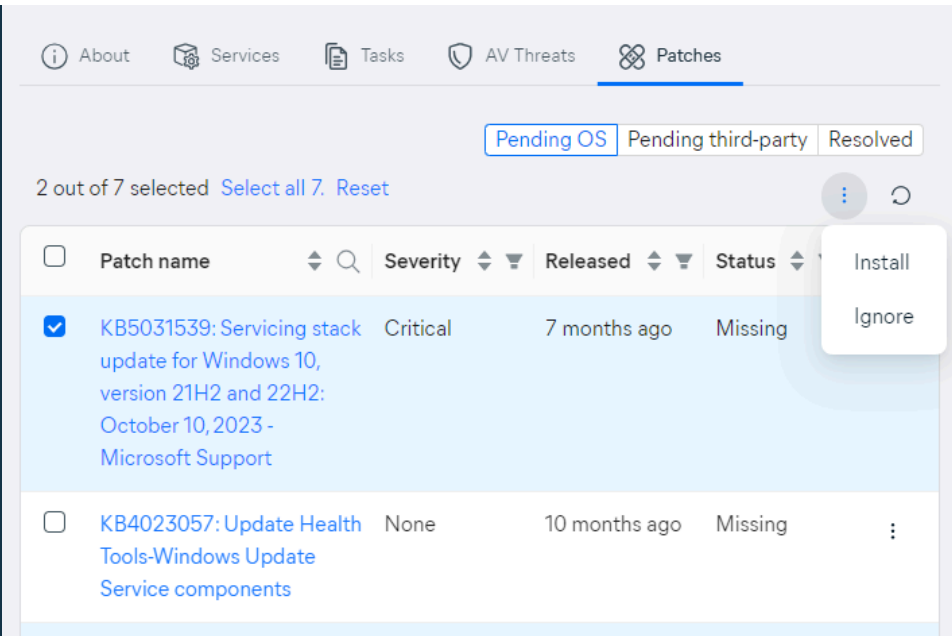 About Services Tasks AV Threats Patches
Pending OS Pending third-party Resolved
2 out of 7 selected Select all 7. Reset
Patch name Severity Released Status
Install
Ignore
KB5031539: Servicing stack Critical 7 months ago Missing
update for Windows 10,
version 21H2 and 22H2:
October 10, 2023 -
Microsoft Support
KB4023057: Update Health None 10 months ago Missing
Tools-Windows Update
Service components